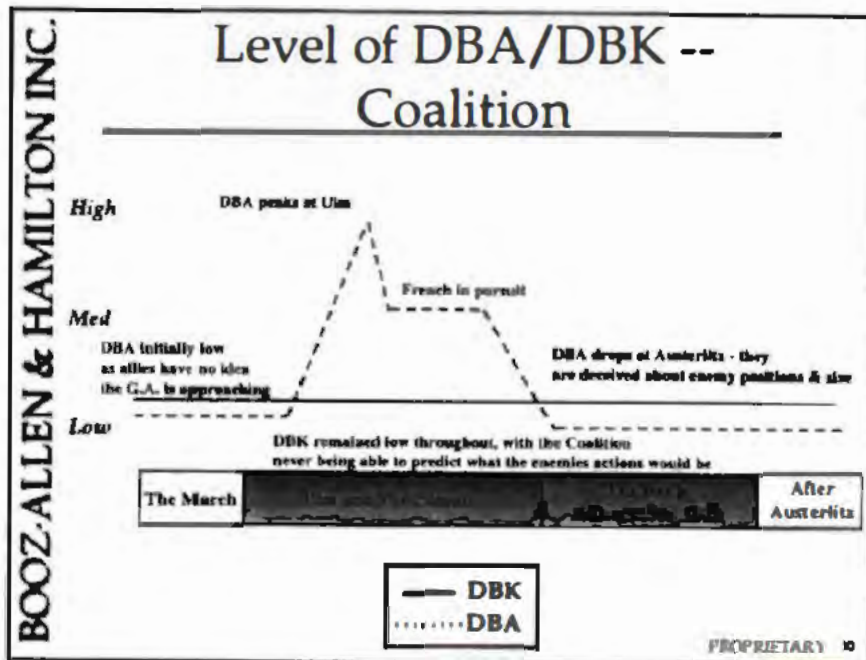 BOOZ·ALLEN & HAMILTON INC.
Level of DBA/DBK --
Coalition
High
DBA peaks at Ulm
French in pursuit
Med
DBA initially low
as allies have no idea
the G.A. is approaching
DBA drops at Austerlitz - they
are deceived about enemy positions & size
Low
DBK remained low throughout, with the Coalition
never being able to predict what the enemies actions would be
The March
After
Austerlitz
DBK
DBA
PROPRIETARY 10